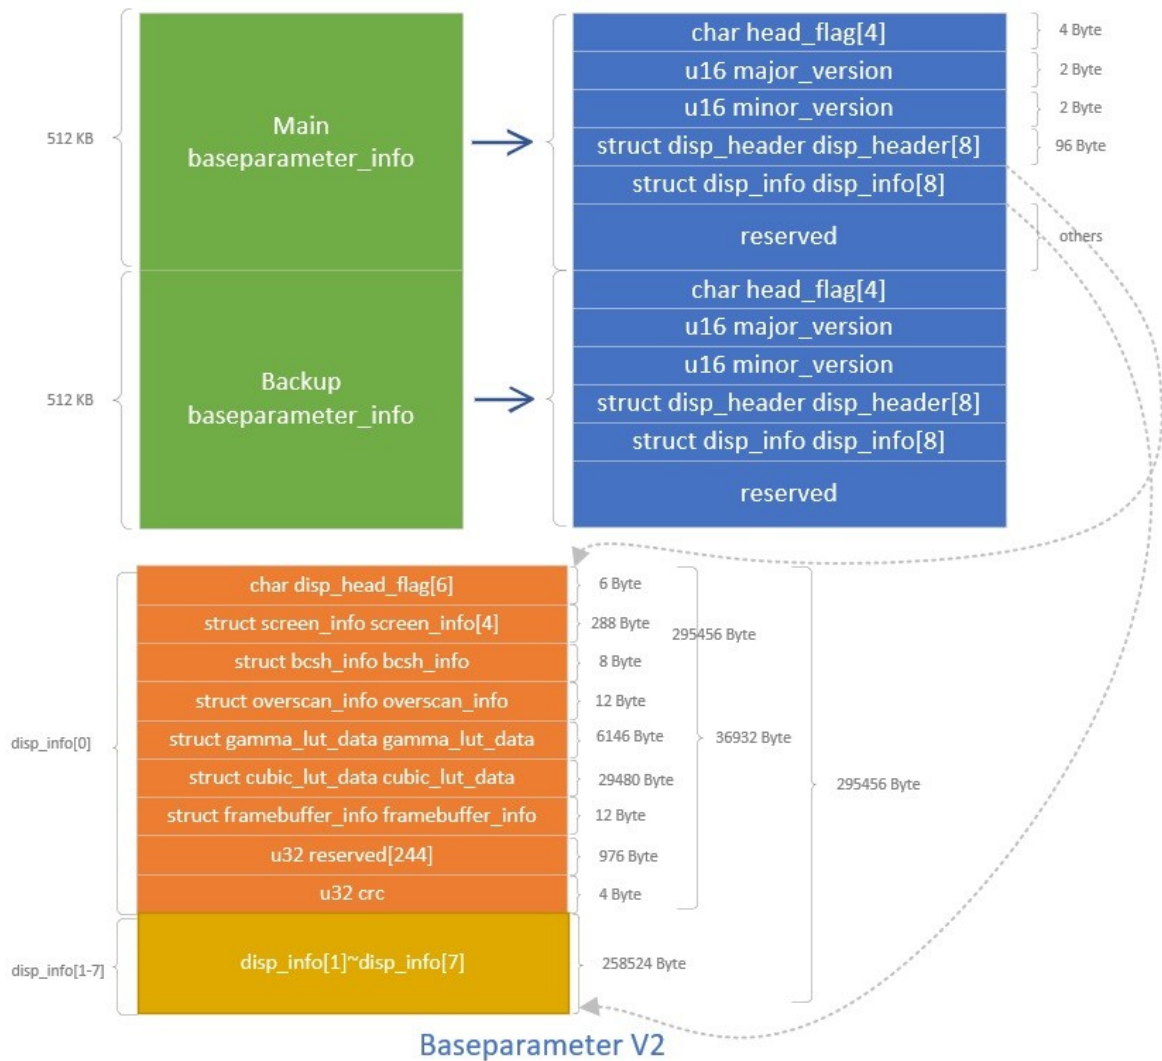 512 KB
Main
baseparameter_info
char head_flag[4]
4 Byte
u16 major_version
2 Byte
u16 minor_version
2 Byte
struct disp_header disp_header[8]
96 Byte
struct disp_info disp_info[8]
reserved
others
512 KB
Backup
baseparameter_info
char head_flag[4]
u16 major_version
u16 minor_version
struct disp_header disp_header[8]
struct disp_info disp_info[8]
reserved
disp_info[0]
char disp_head_flag[6]
6 Byte
struct screen_info screen_info[4]
288 Byte
295456 Byte
struct bcsh_info bcsh_info
8 Byte
struct overscan_info overscan_info
12 Byte
struct gamma_lut_data gamma_lut_data
6146 Byte
36932 Byte
struct cubic_lut_data cubic_lut_data
29480 Byte
295456 Byte
struct framebuffer_info framebuffer_info
12 Byte
u32 reserved[244]
976 Byte
u32 crc
4 Byte
disp_info[1-7]
disp_info[1]~disp_info[7]
258524 Byte
Baseparameter V2